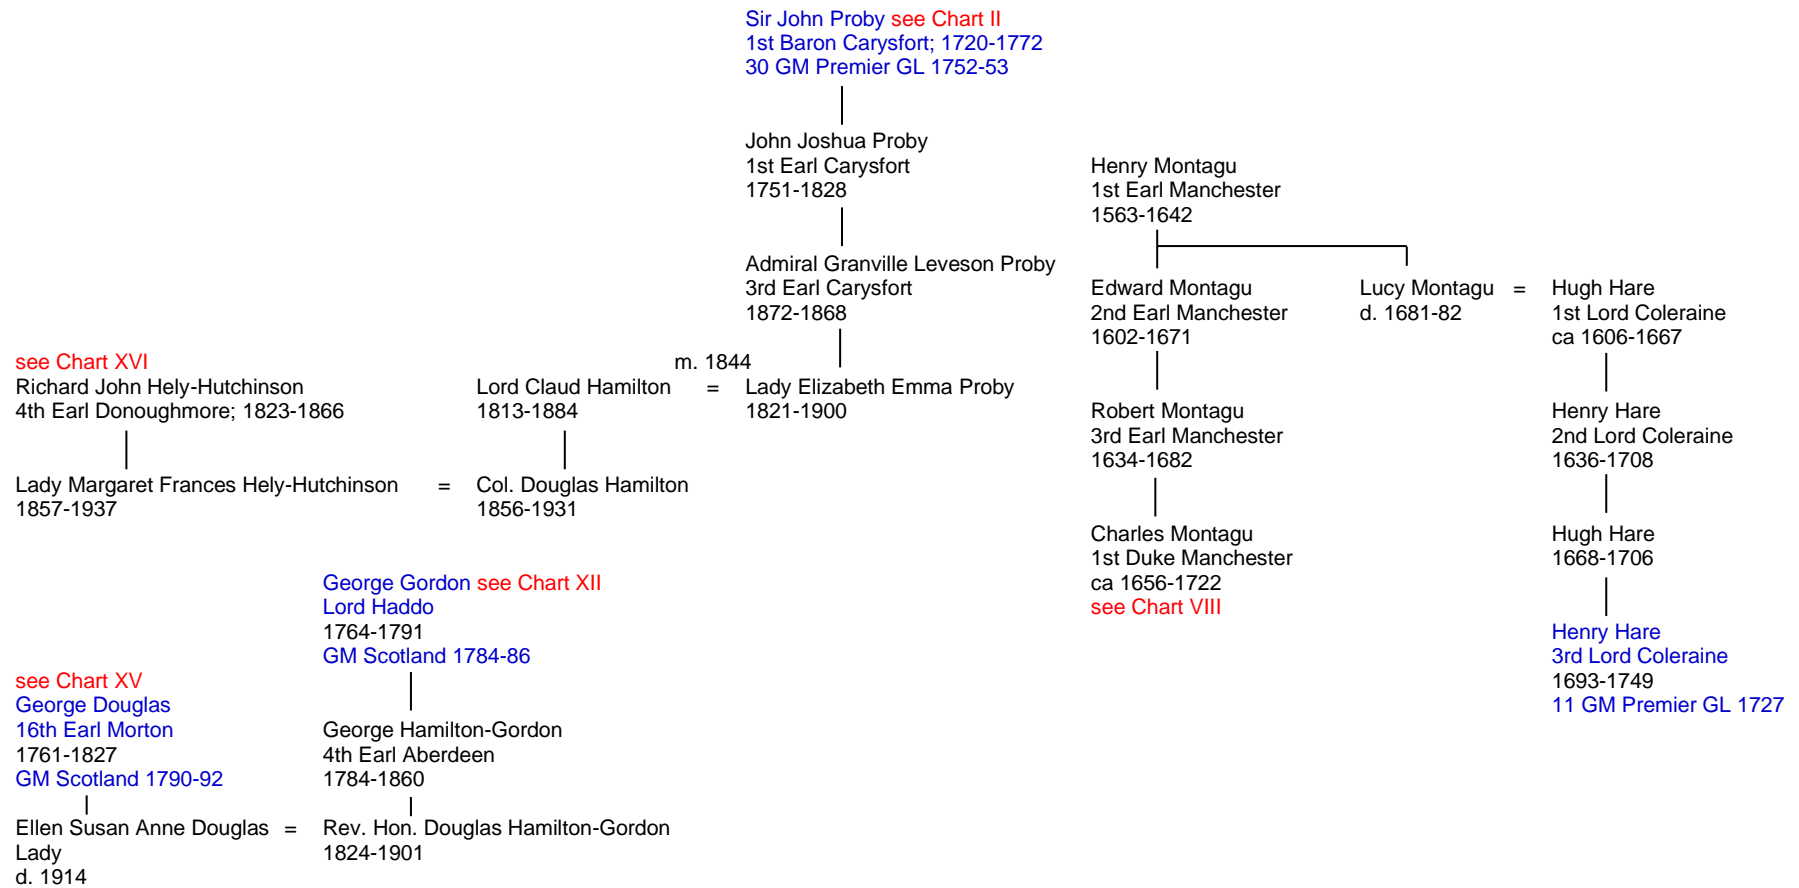 Sir John Proby see Chart II
1st Baron Carysfort; 1720-1772
30 GM Premier GL 1752-53
John Joshua Proby
1st Earl Carysfort
1751-1828
Admiral Granville Leveson Proby
3rd Earl Carysfort
1872-1868
m. 1844
see Chart XVI
Richard John Hely-Hutchinson
4th Earl Donoughmore; 1823-1866
Lord Claud Hamilton
1813-1884
=
Lady Elizabeth Emma Proby
1821-1900
Lady Margaret Frances Hely-Hutchinson
1857-1937
=
Col. Douglas Hamilton
1856-1931
Henry Montagu
1st Earl Manchester
1563-1642
Edward Montagu
2nd Earl Manchester
1602-1671
Lucy Montagu
d. 1681-82
=
Hugh Hare
1st Lord Coleraine
ca 1606-1667
Robert Montagu
3rd Earl Manchester
1634-1682
Henry Hare
2nd Lord Coleraine
1636-1708
Charles Montagu
1st Duke Manchester
ca 1656-1722
see Chart VIII
Hugh Hare
1668-1706
Henry Hare
3rd Lord Coleraine
1693-1749
11 GM Premier GL 1727
George Gordon see Chart XII
Lord Haddo
1764-1791
GM Scotland 1784-86
see Chart XV
George Douglas
16th Earl Morton
1761-1827
GM Scotland 1790-92
George Hamilton-Gordon
4th Earl Aberdeen
1784-1860
Ellen Susan Anne Douglas
Lady
d. 1914
=
Rev. Hon. Douglas Hamilton-Gordon
1824-1901